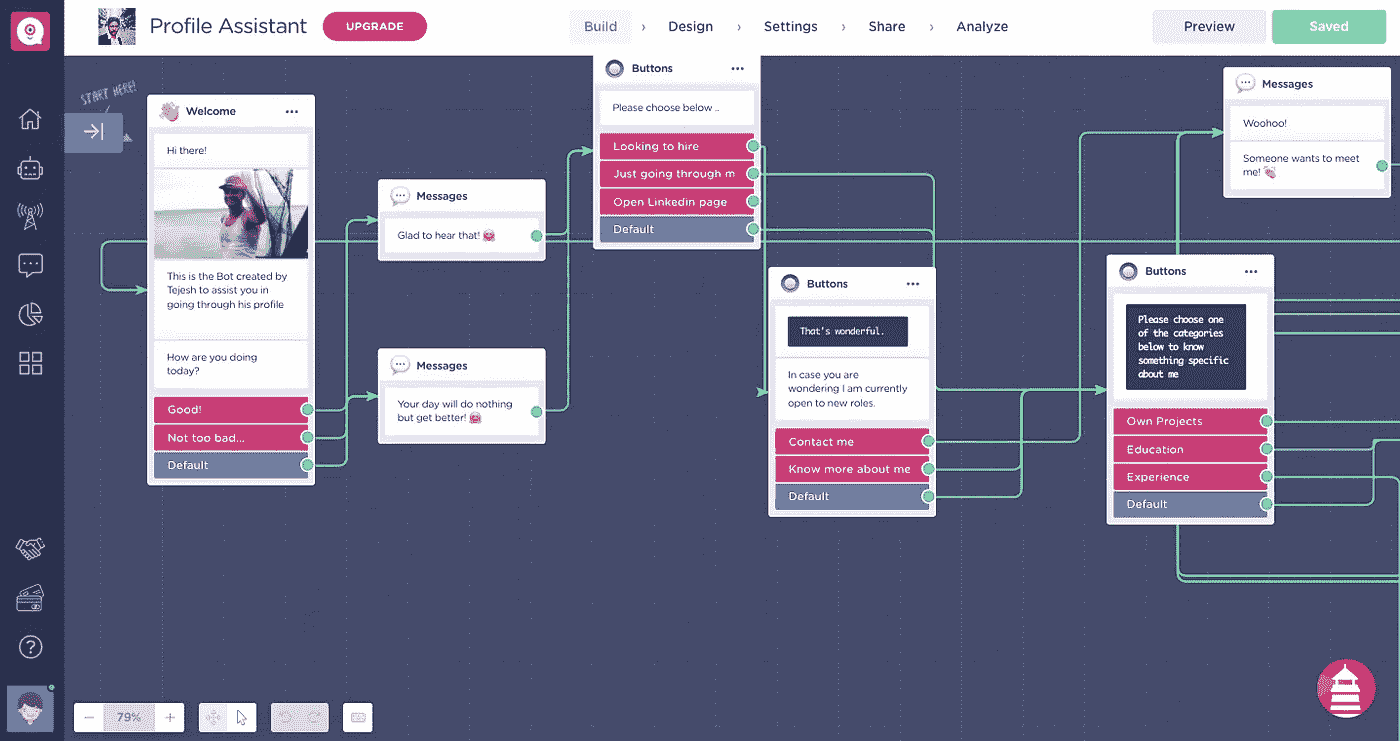 Profile Assistant
UPGRADE
Build
Design
Settings
Share
Analyze
Preview
Saved
START HERE!
Welcome
Hi there!
This is the Bot created by
Tejesh to assist you in
going through his profile
How are you doing
today?
Good!
Not too bad...
Default
Messages
Glad to hear that!
Messages
Your day will do nothing
but get better!
Buttons
Please choose below ..
Looking to hire
Just going through m
Open Linkedin page
Default
Buttons
That's wonderful.
In case you are
wondering I am currently
open to new roles.
Contact me
Know more about me
Default
Buttons
Please choose one
of the categories
below to know
something specific
about me
Own Projects
Education
Experience
Default
Messages
Woohoo!
Someone wants to meet
me!
79%